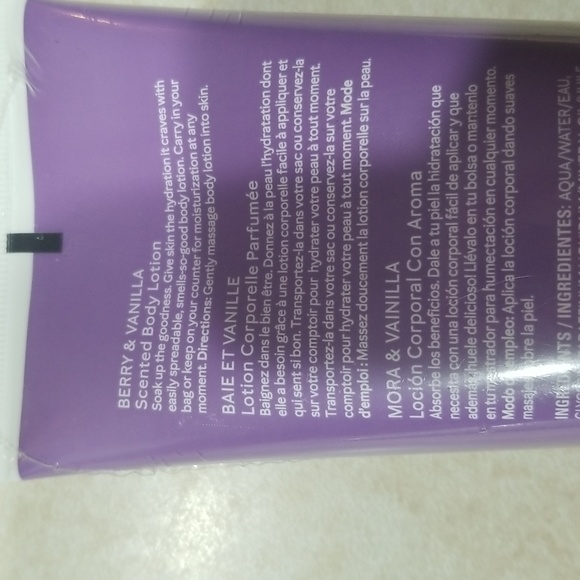 BERRY & VANILLA
Scented Body Lotion
Soak up the goodness. Give skin the hydration it craves with
easily spreadable, smells-so-good body lotion. Carry in your
bag or keep on your counter for moisturization at any
moment. Directions: Gently massage body lotion into skin.
BAIE ET VANILLE
Lotion Corporelle Parfumée
Baignez dans le bien être. Donnez à la peau l'hydratation dont
elle a besoin grâce à une lotion corporelle facile à appliquer et
qui sent si bon. Transportez-la dans votre sac ou conservez-la
sur votre comptoir pour hydrater votre peau à tout moment.
Transportez-la dans votre sac ou conservez-la sur votre
comptoir pour hydrater votre peau à tout moment. Mode
d'emploi : Massez doucement la lotion corporelle sur la peau.
MORA & VAINILLA
Loción Corporal Con Aroma
Absorbe los beneficios. Dale a tu piel la hidratación que
necesita con una loción corporal fácil de aplicar y que
además huele delicioso! Llévalo en tu bolsa o mantenlo
en tu mostrador para humectación en cualquier momento.
Modo de empleo: Aplica la loción corporal dando suaves
masajes sobre la piel.
INGREDIENTS / INGREDIENTES: AQUA/WATER/EAU,